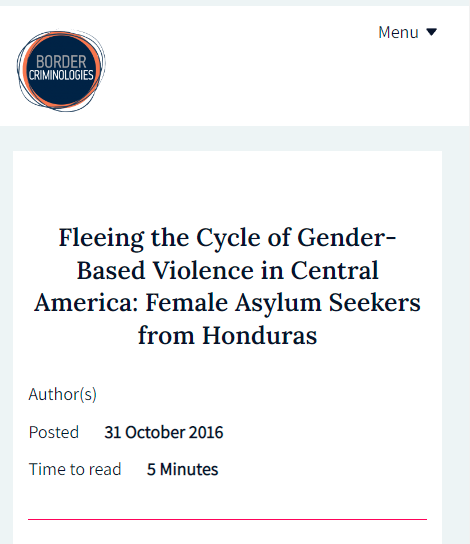 Menu
BORDER
CRIMINOLOGIES
Fleeing the Cycle of Gender-
Based Violence in Central
America: Female Asylum Seekers
from Honduras
Author(s)
Posted 31 October 2016
Time to read 5 Minutes